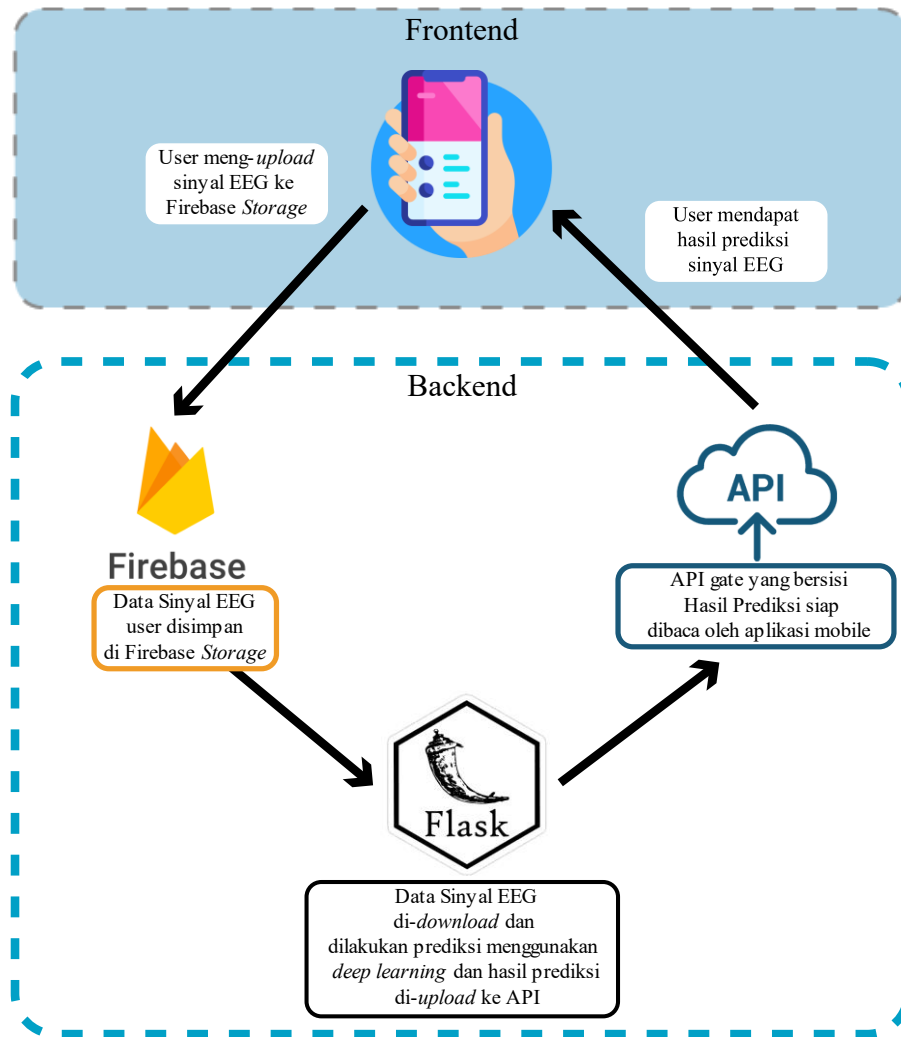 Frontend
User meng-upload
sinyal EEG ke
Firebase Storage
User mendapat
hasil prediksi
sinyal EEG
Backend
Firebase
Data Sinyal EEG
user disimpan
di Firebase Storage
API
API gate yang bersisi
Hasil Prediksi siap
dibaca oleh aplikasi mobile
Flask
Data Sinyal EEG
di-download dan
dilakukan prediksi menggunakan
deep learning dan hasil prediksi
di-upload ke API